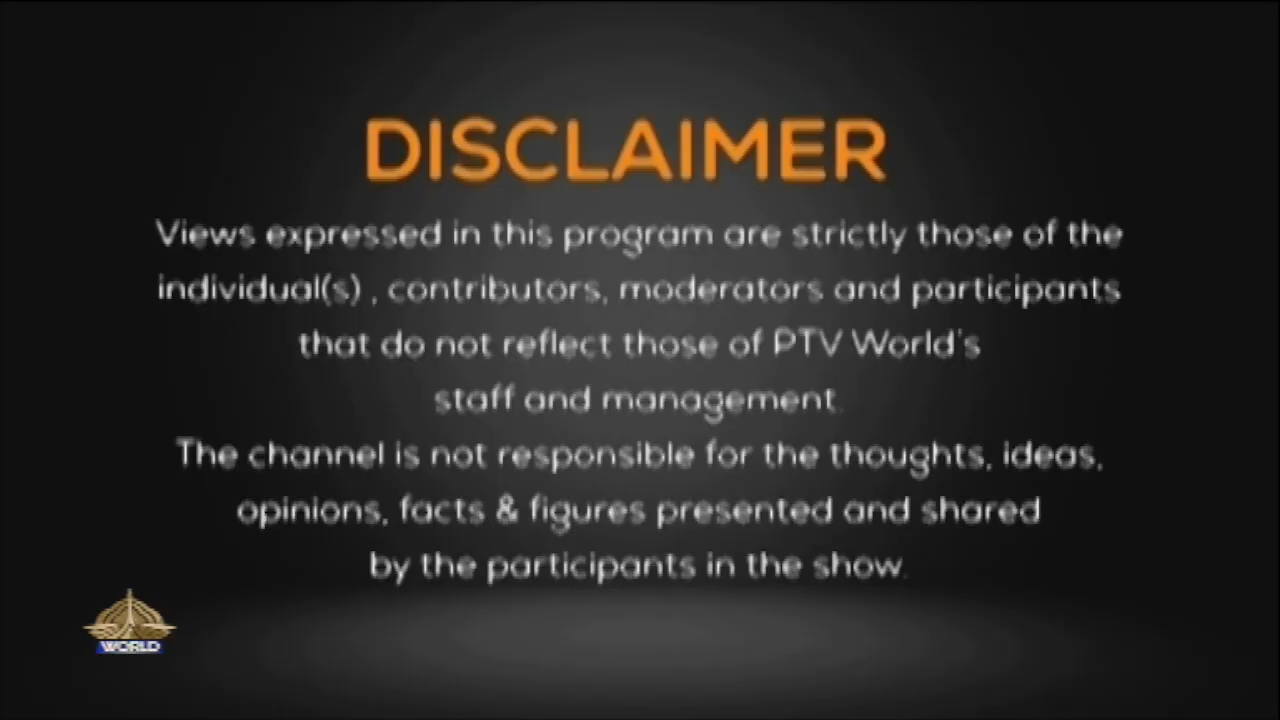 DISCLAIMER
Views expressed in this program are strictly those of the
individual(s) , contributors, moderators and participants
that do not reflect those of PTV World's
staff and management.
The channel is not responsible for the thoughts, ideas,
opinions, facts & figures presented and shared
by the participants in the show.
WORLD